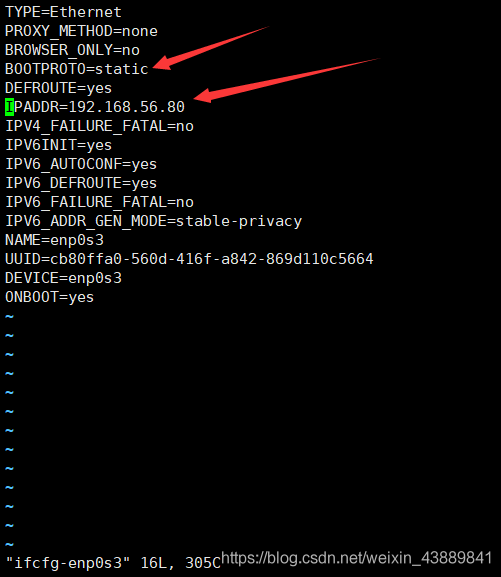 TYPE=Ethernet
PROXY_METHOD=none
BROWSER_ONLY=no
BOOTPROTO=static
DEFROUTE=yes
IPADDR=192.168.56.80
IPV4_FAILURE_FATAL=no
IPV6INIT=yes
IPV6_AUTOCONF=yes
IPV6_DEFROUTE=yes
IPV6_FAILURE_FATAL=no
IPV6_ADDR_GEN_MODE=stable-privacy
NAME=enp0s3
UUID=cb80ffa0-560d-416f-a842-869d110c5664
DEVICE=enp0s3
ONBOOT=yes
~
~
~
~
~
~
~
~
~
~
~
~
~
"ifcfg-enp0s3" 16L, 305C
https://blog.csdn.net/weixin_43889841